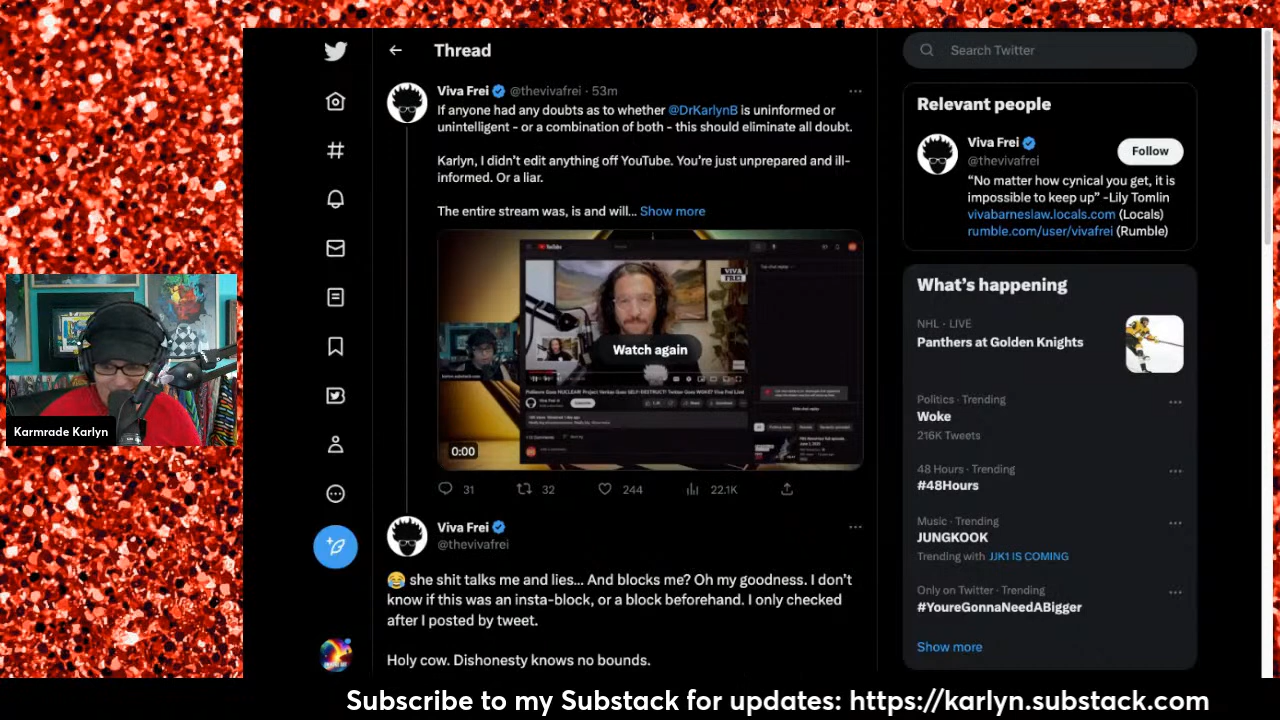 Thread
Viva Frei @thevivafrei · 53m
If anyone had any doubts as to whether @DrKarlynB is uninformed or
unintelligent - or a combination of both - this should eliminate all doubt.
Karlyn, I didn't edit anything off YouTube. You're just unprepared and ill-
informed. Or a liar.
The entire stream was, is and will... Show more
YouTube
VIVA
FREI
Watch again
0:00
31 32 244 22.1K
Viva Frei
@thevivafrei
😂 she shit talks me and lies... And blocks me? Oh my goodness. I don't
know if this was an insta-block, or a block beforehand. I only checked
after I posted by tweet.
Holy cow. Dishonesty knows no bounds.
Search Twitter
Relevant people
Viva Frei
@thevivafrei
Follow
"No matter how cynical you get, it is
impossible to keep up" -Lily Tomlin
vivabarneslaw.locals.com (Locals)
rumble.com/user/vivafrei (Rumble)
What's happening
NHL · LIVE
Panthers at Golden Knights
Politics · Trending
Woke
216K Tweets
48 Hours · Trending
#48Hours
Music · Trending
JUNGKOOK
Trending with JJK1 IS COMING
Only on Twitter · Trending
#YoureGonnaNeedABigger
Show more
Karmrade Karlyn
Subscribe to my Substack for updates: https://karlyn.substack.com